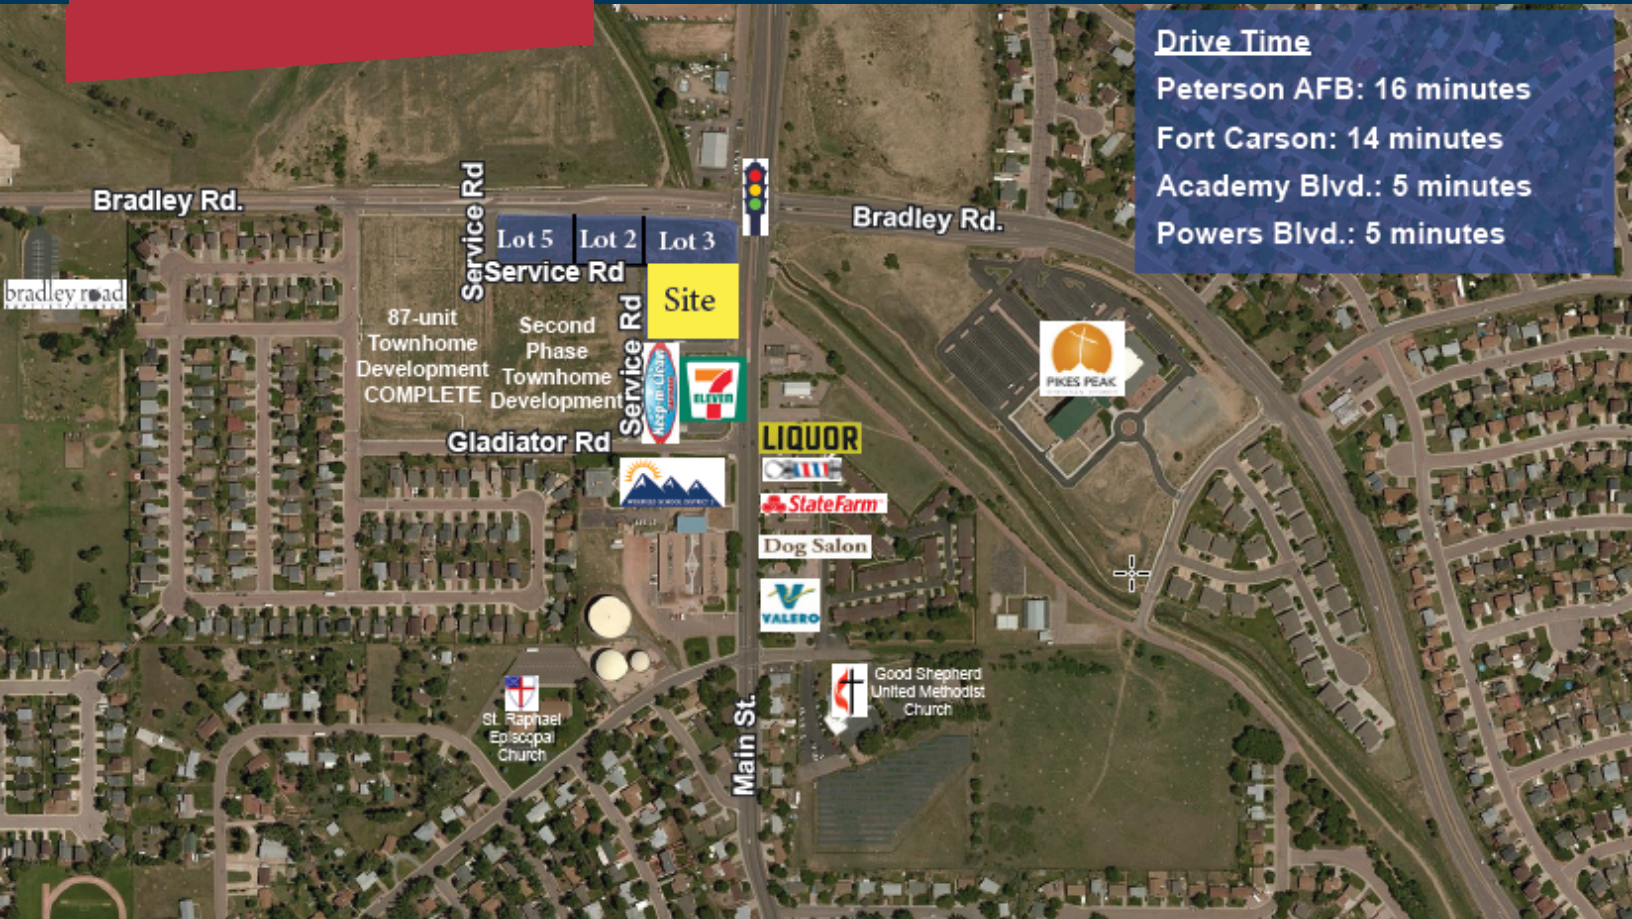 Drive Time
Peterson AFB: 16 minutes
Fort Carson: 14 minutes
Academy Blvd.: 5 minutes
Powers Blvd.: 5 minutes
Bradley Rd.
Service Rd
Bradley Rd.
Lot 5
Lot 2
Lot 3
Service Rd
bradley road
Site
Service Rd
87-unit
Townhome
Development
COMPLETE
Second
Phase
Townhome
Development
Keep-m-Clean
ELEVEN
PIKES PEAK
Gladiator Rd
LIQUOR
StateFarm
Dog Salon
VALERO
St. Raphael
Episcopal
Church
Good Shepherd
United Methodist
Church
Main St.